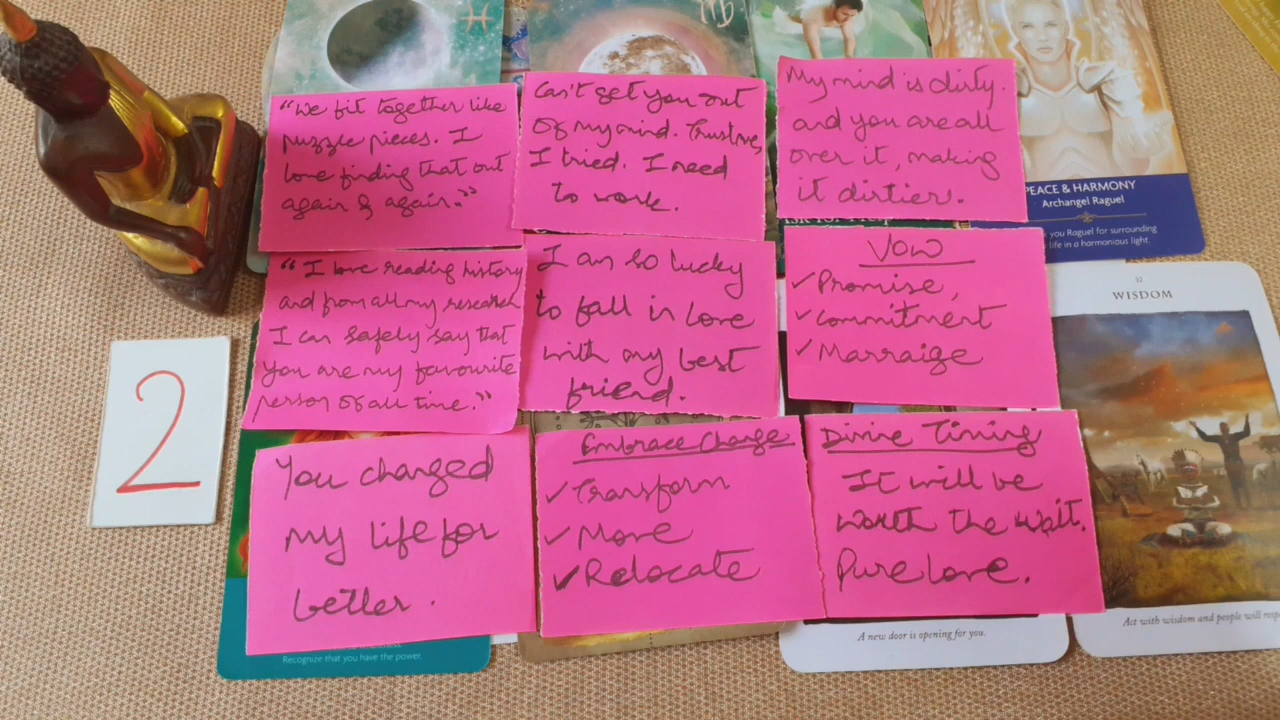 "We fit together like
puzzle pieces. I
love finding that out
again & again."
Can't get you out
of my mind. Trust me,
I tried. I need
to work.
My mind is dirty.
and you are all
over it, making
it dirtier.
PEACE & HARMONY
Archangel Raguel
you Raguel for surrounding
life in a harmonious light.
"I love reading history
and from all my research
I can safely say that
you are my favourite
person of all time."
I am so lucky
to fall in love
with my best
friend.
Vow
✓ Promise,
✓ commitment
✓ Marraige
32
WISDOM
2
You changed
my life for
better.
Embrace Change
✓ Transform
✓ Move
✓ Relocate
Divine Timing
It will be
worth the wait.
Pure love.
Recognize that you have the power.
A new door is opening for you.
Act with wisdom and people will